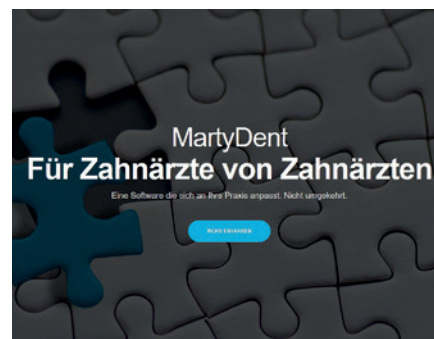 MartyDent
Für Zahnärzte von Zahnärzten
Eine Software die sich an Ihre Praxis anpasst. Nicht umgekehrt.